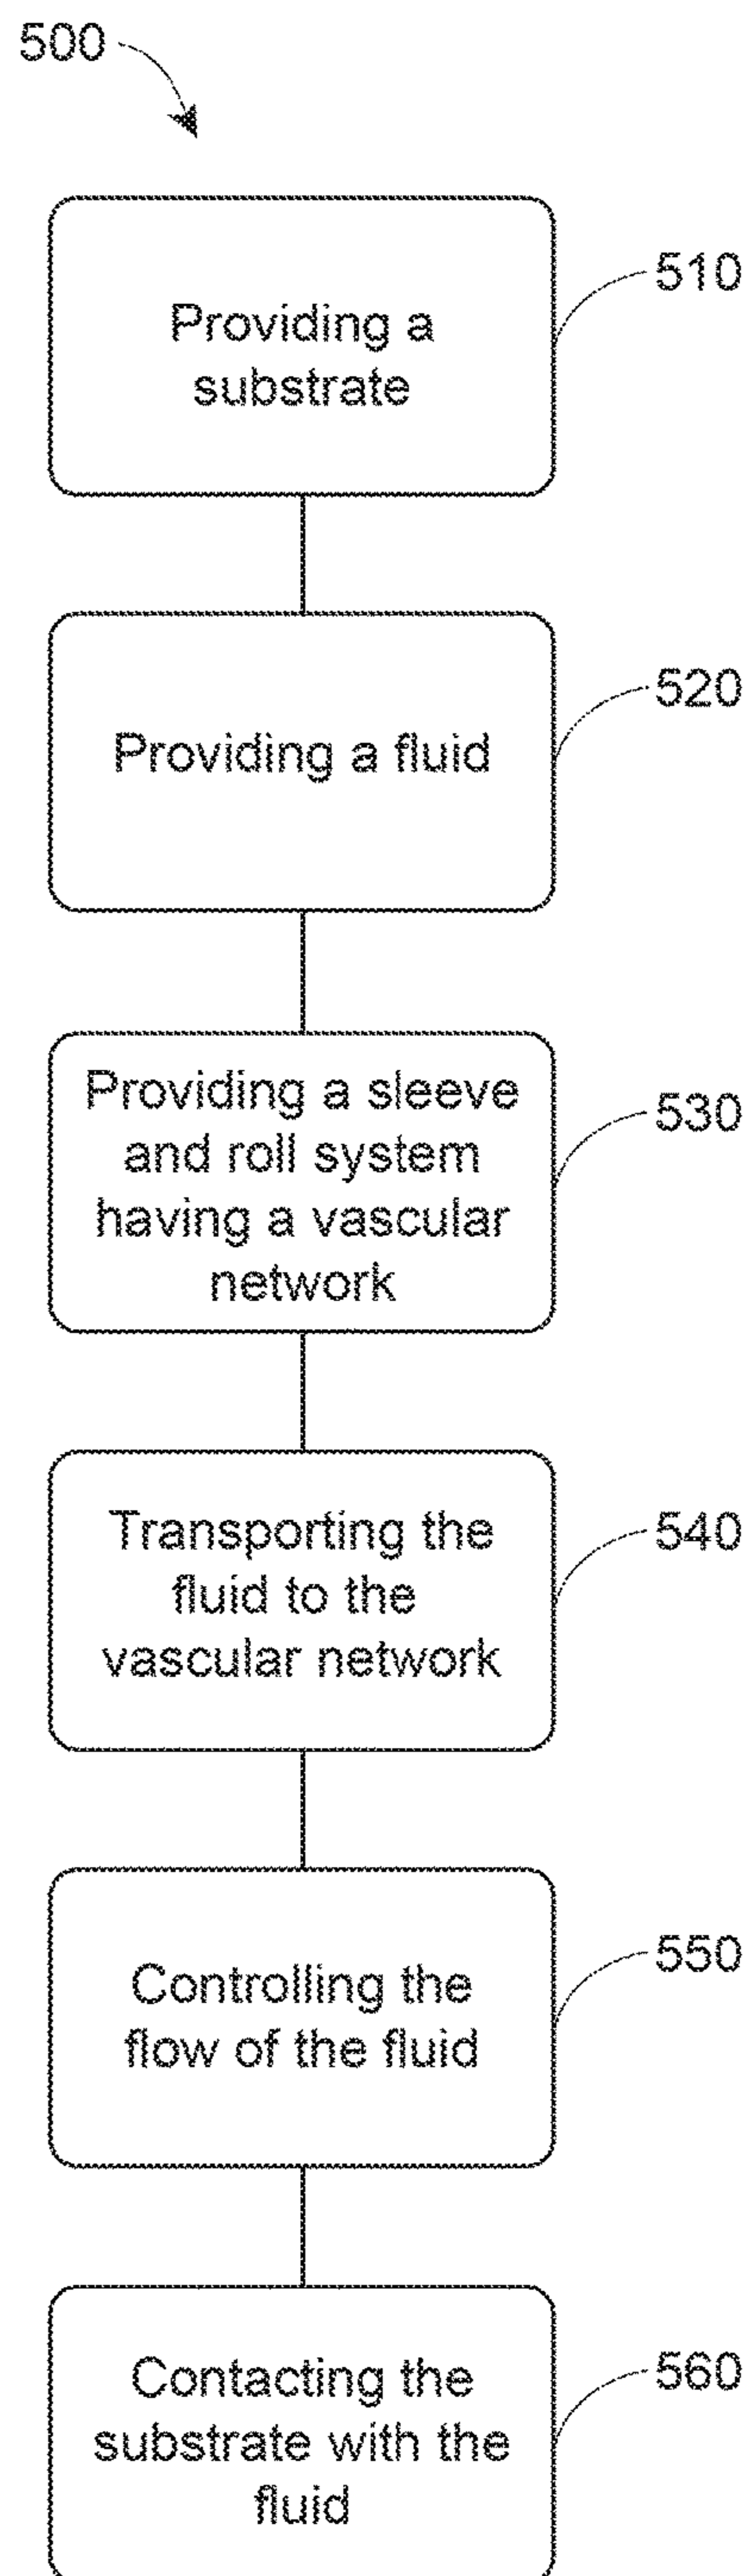 500
510
Providing a
substrate
520
Providing a fluid
530
Providing a sleeve
and roll system
having a vascular
network
540
Transporting the
fluid to the
vascular network
550
Controlling the
flow of the fluid
560
Contacting the
substrate with the
fluid